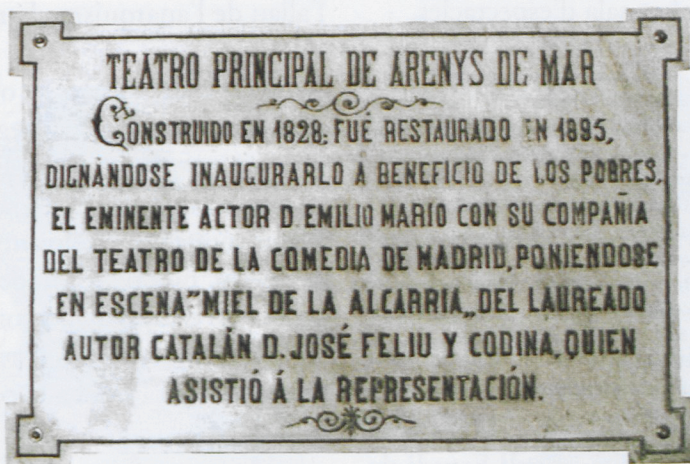 TEATRO PRINCIPAL DE ARENYS DE MAR
CONSTRUIDO EN 1828; FUÉ RESTAURADO EN 1895,
DIGNÁNDOSE INAUGURARLO A BENEFICIO DE LOS POBRES,
EL EMINENTE ACTOR D. EMILIO MARIO CON SU COMPAÑIA
DEL TEATRO DE LA COMEDIA DE MADRID, PONIENDOSE
EN ESCENA "MIEL DE LA ALCARRIA,, DEL LAUREADO
AUTOR CATALÁN D. JOSÉ FELIU Y CODINA, QUIEN
ASISTIÓ Á LA REPRESENTACIÓN.